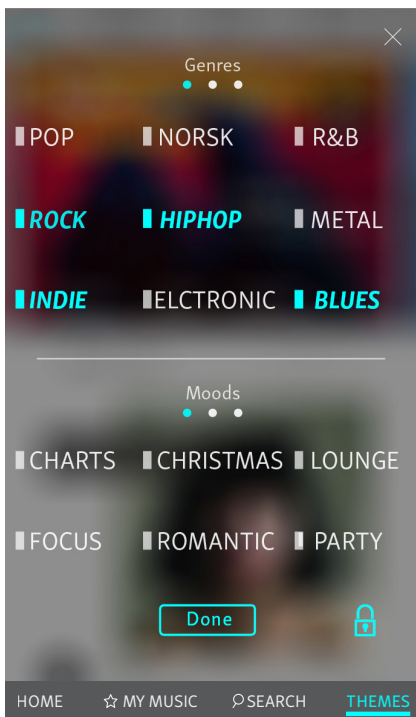 Genres
POP NORSK R&B
ROCK HIPHOP METAL
INDIE ELCTRONIC BLUES
Moods
CHARTS CHRISTMAS LOUNGE
FOCUS ROMANTIC PARTY
Done
HOME MY MUSIC SEARCH THEMES